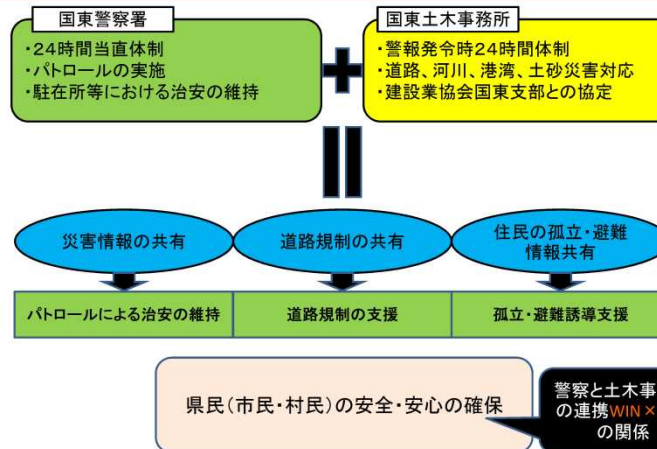 国東警察署
・24時間当直体制
・パトロールの実施
・駐在所等における治安の維持
国東土木事務所
・警報発令時24時間体制
・道路、河川、港湾、土砂災害対応
・建設業協会国東支部との協定
災害情報の共有
道路規制の共有
住民の孤立・避難
情報共有
パトロールによる治安の維持
道路規制の支援
孤立・避難誘導支援
県民(市民・村民)の安全・安心の確保
警察と土木事
の連携WIN×
の関係